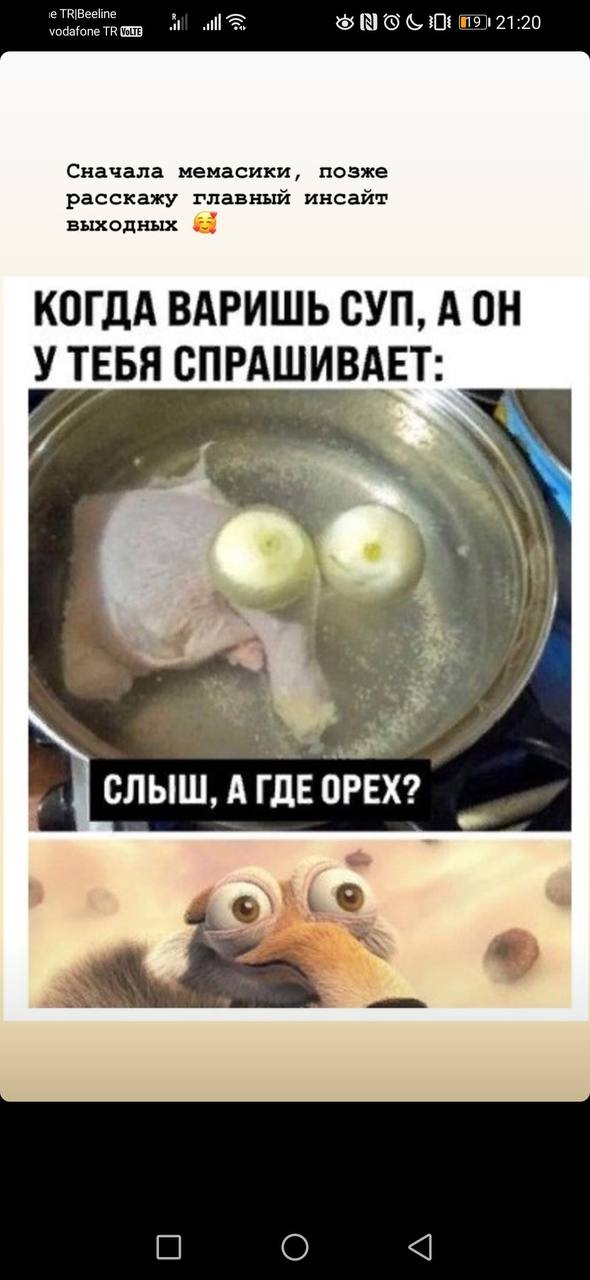 e TR|Beeline
vodafone TR VoLTE
R
19
21:20
Сначала мемасики, позже
расскажу главный инсайт
выходных 🥰
КОГДА ВАРИШЬ СУП, А ОН
У ТЕБЯ СПРАШИВАЕТ:
СЛЫШ, А ГДЕ ОРЕХ?